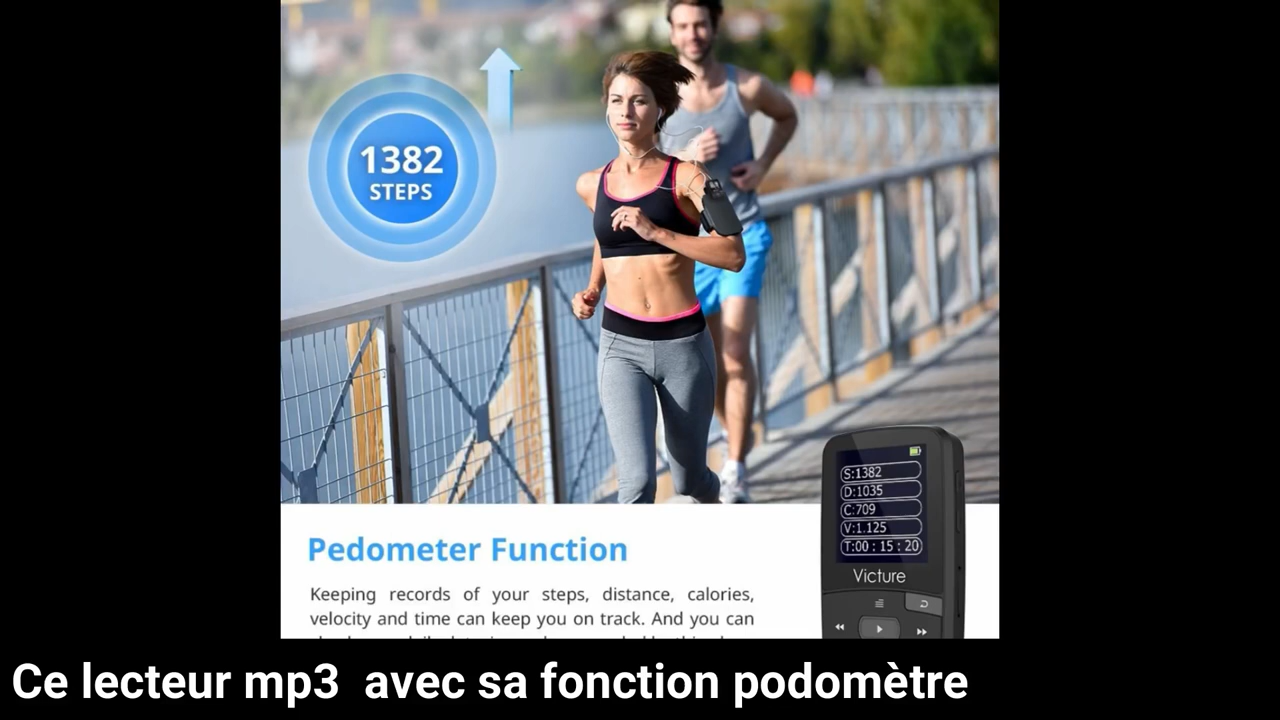 1382
STEPS
S:1382
D:1035
C:709
V:1.125
T:00 : 15 : 20
Victure
Pedometer Function
Keeping records of your steps, distance, calories,
velocity and time can keep you on track. And you can
Ce lecteur mp3  avec sa fonction podomètre